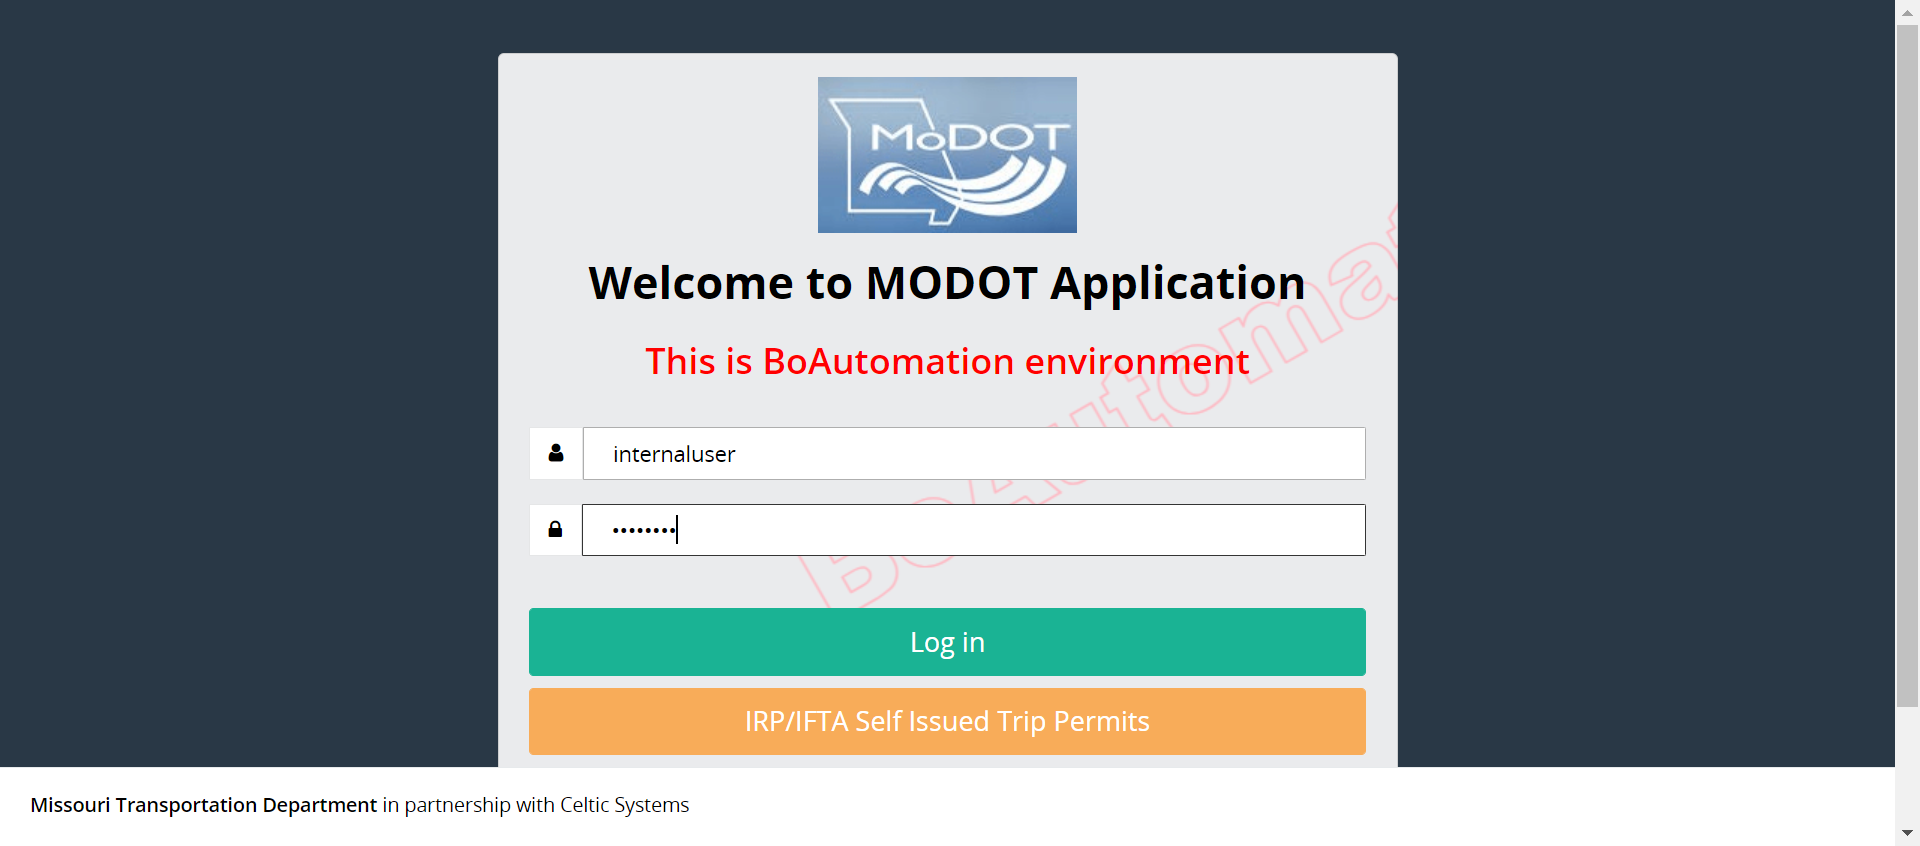 MoDOT
Welcome to MODOT Application
This is BoAutomation environment
internaluser
••••••••
Log in
IRP/IFTA Self Issued Trip Permits
Missouri Transportation Department in partnership with Celtic Systems
BoAutomat